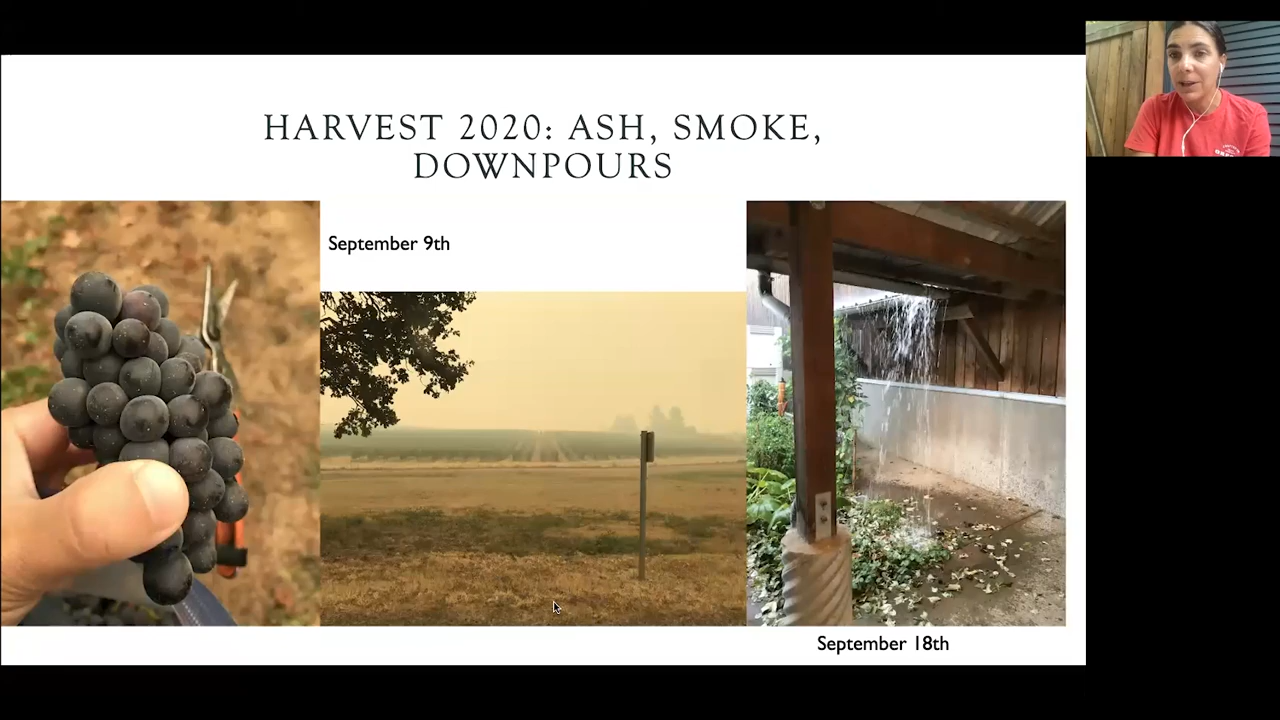 HARVEST 2020: ASH, SMOKE,
DOWNPOURS
September 9th
September 18th